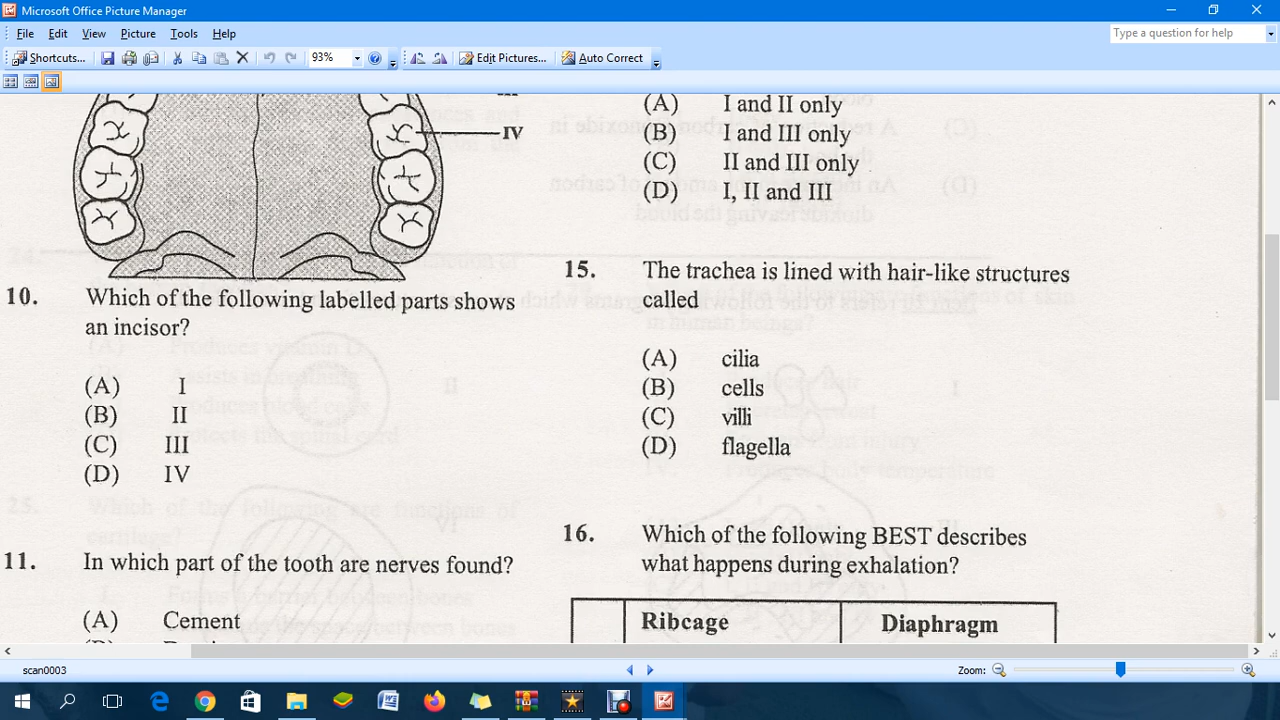 Microsoft Office Picture Manager
File Edit View Picture Tools Help
Type a question for help
Shortcuts...
93%
Edit Pictures...
Auto Correct
IV
10. Which of the following labelled parts shows
an incisor?
(A) I
(B) II
(C) III
(D) IV
11. In which part of the tooth are nerves found?
(A) Cement
(A) I and II only
(B) I and III only
(C) II and III only
(D) I, II and III
15. The trachea is lined with hair-like structures
called
(A) cilia
(B) cells
(C) villi
(D) flagella
16. Which of the following BEST describes
what happens during exhalation?
Ribcage Diaphragm
scan0003
Zoom: